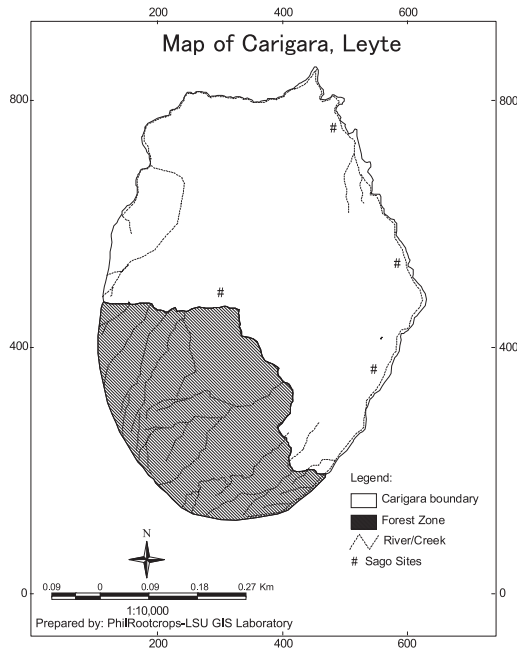 200 400 600
Map of Carigara, Leyte
800 800
#
#
#
400 400
#
Legend:
Carigara boundary
Forest Zone
River/Creek
# Sago Sites
N
0.09 0 0.09 0.18 0.27 Km
0 0
1:10,000
Prepared by: PhilRootcrops-LSU GIS Laboratory
200 400 600